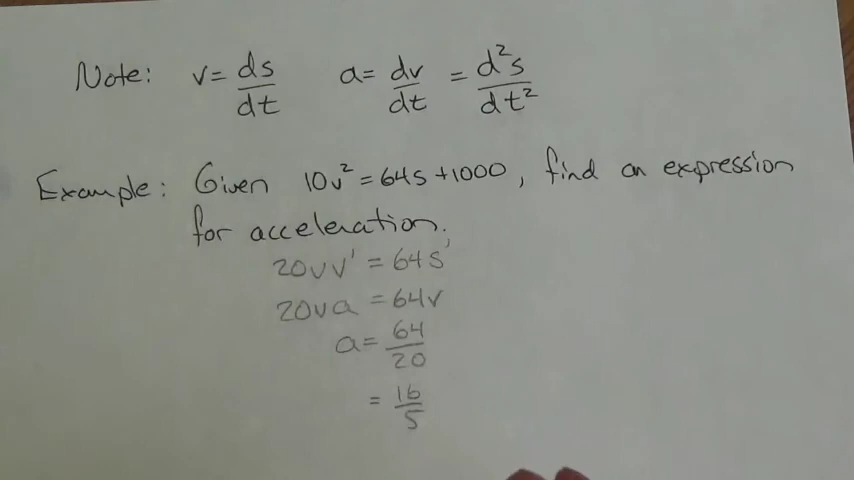 Note: v = ds/dt a = dv/dt = d²s/dt²
Example: Given 10v² = 64s + 1000, find an expression
for acceleration.
20vv' = 64s'
20va = 64v
a = 64/20
= 16/5